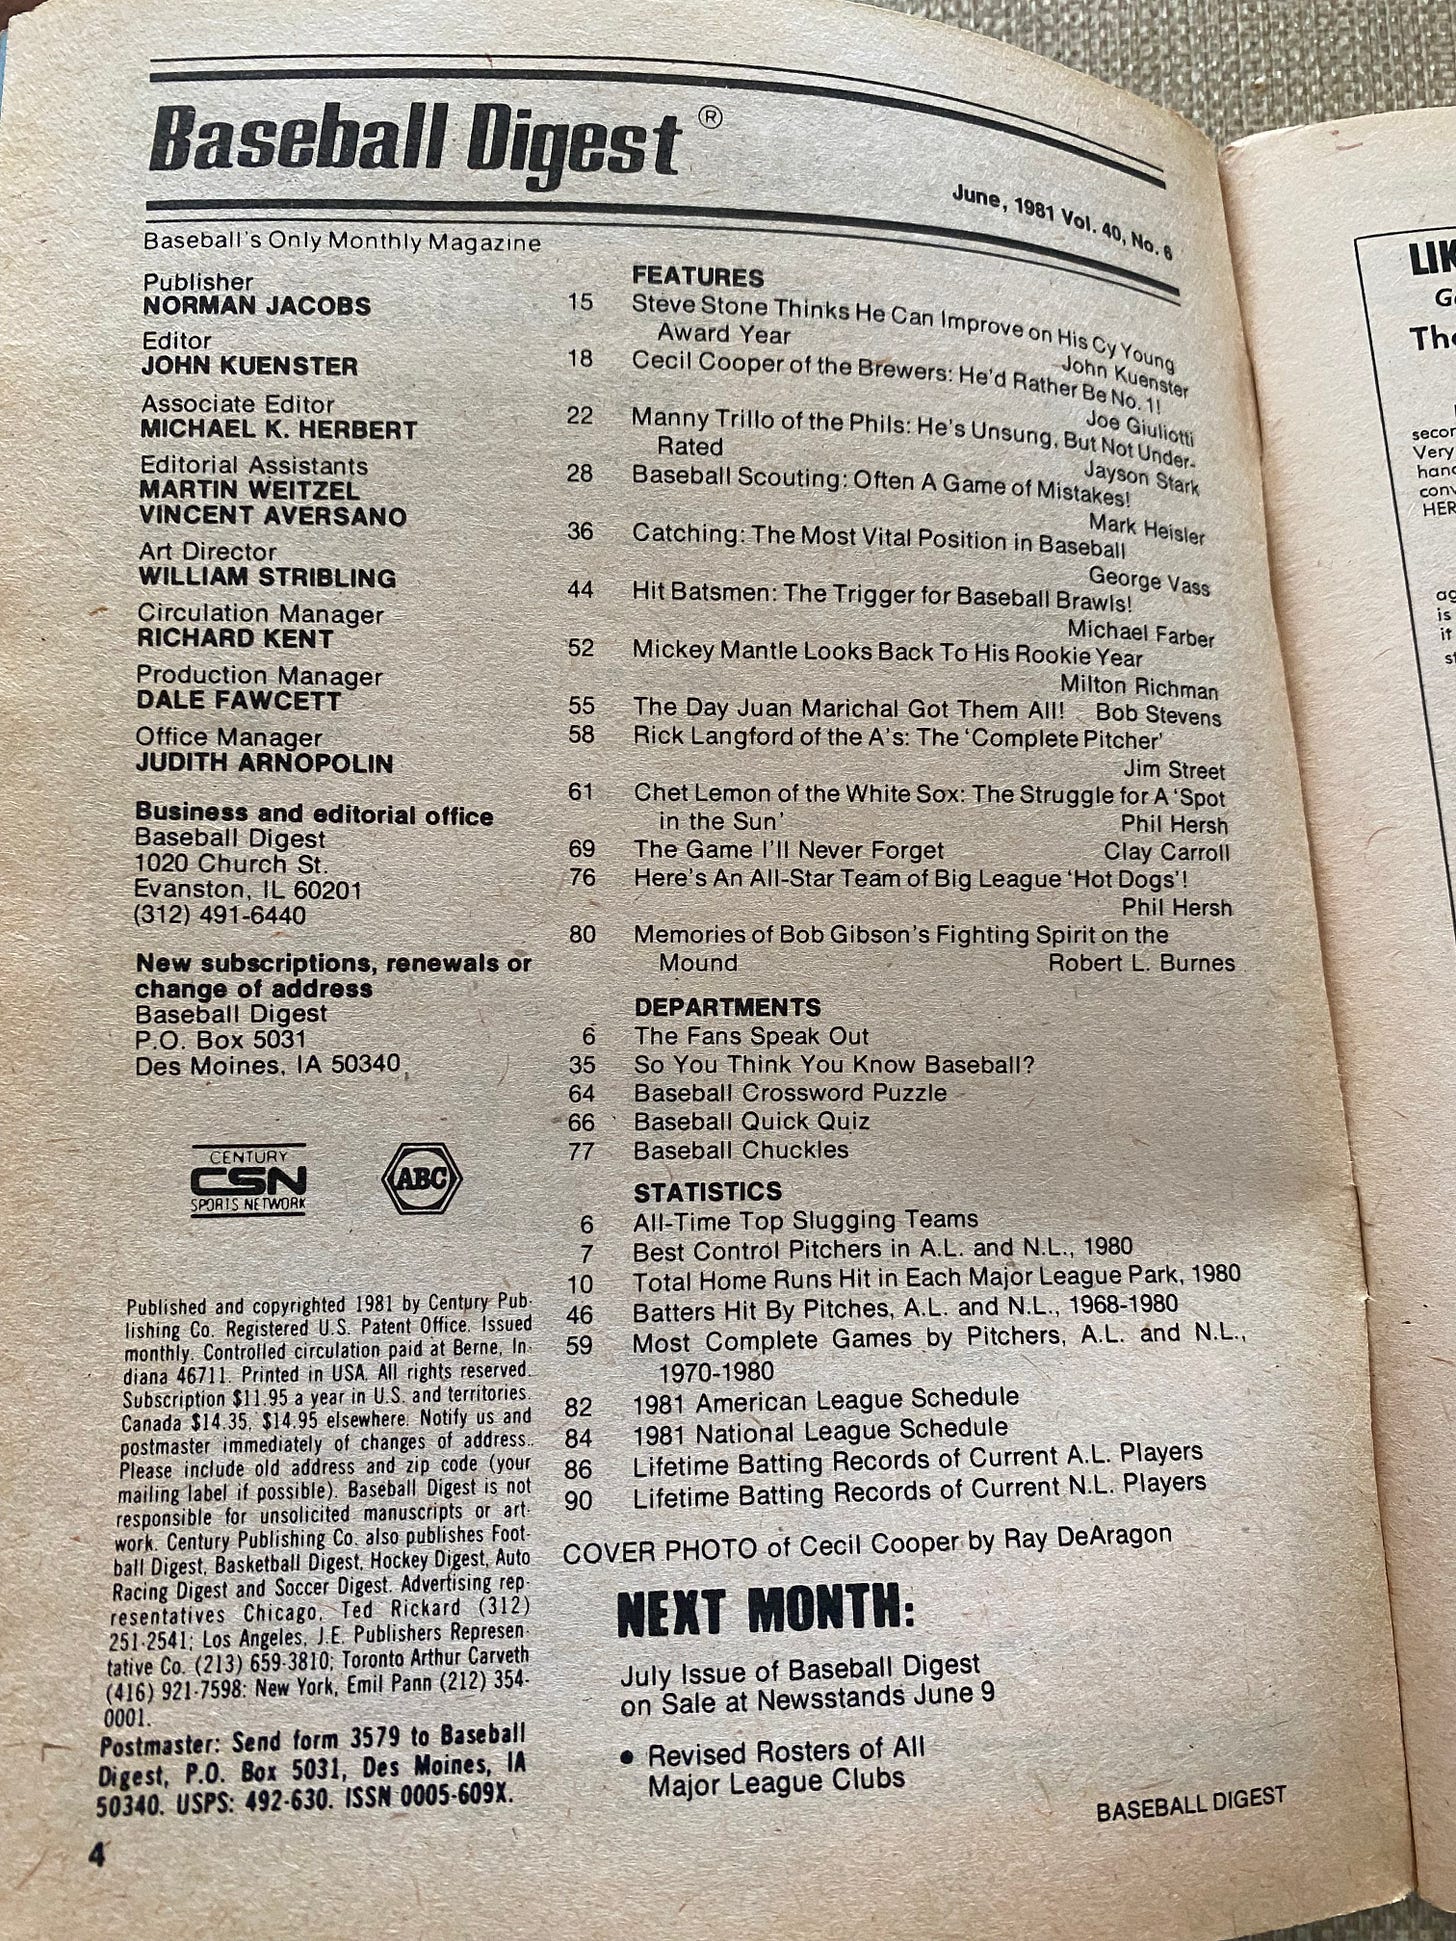 Baseball Digest ®
June, 1981 Vol. 40, No. 6
Baseball's Only Monthly Magazine
Publisher
NORMAN JACOBS
Editor
JOHN KUENSTER
Associate Editor
MICHAEL K. HERBERT
Editorial Assistants
MARTIN WEITZEL
VINCENT AVERSANO
Art Director
WILLIAM STRIBLING
Circulation Manager
RICHARD KENT
Production Manager
DALE FAWCETT
Office Manager
JUDITH ARNOPOLIN
Business and editorial office
Baseball Digest
1020 Church St.
Evanston, IL 60201
(312) 491-6440
New subscriptions, renewals or
change of address
Baseball Digest
P.O. Box 5031
Des Moines, IA 50340
CENTURY
CSN
SPORTS NETWORK
ABC
Published and copyrighted 1981 by Century Pub-
lishing Co. Registered U.S. Patent Office. Issued
monthly. Controlled circulation paid at Berne, In-
diana 46711. Printed in USA. All rights reserved.
Subscription $11.95 a year in U.S. and territories.
Canada $14.35, $14.95 elsewhere. Notify us and
postmaster immediately of changes of address..
Please include old address and zip code (your
mailing label if possible). Baseball Digest is not
responsible for unsolicited manuscripts or art-
work. Century Publishing Co. also publishes Foot-
ball Digest, Basketball Digest, Hockey Digest, Auto
Racing Digest and Soccer Digest. Advertising rep-
resentatives Chicago, Ted Rickard (312)
251-2541; Los Angeles, J.E. Publishers Represen-
tative Co. (213) 659-3810; Toronto Arthur Carveth
(416) 921-7598; New York, Emil Pann (212) 354-
0001.
Postmaster: Send form 3579 to Baseball
Digest, P.O. Box 5031, Des Moines, IA
50340. USPS: 492-630. ISSN 0005-609X.
4
FEATURES
15 Steve Stone Thinks He Can Improve on His Cy Young
Award Year John Kuenster
18 Cecil Cooper of the Brewers: He'd Rather Be No. 1!
Joe Giuliotti
22 Manny Trillo of the Phils: He's Unsung, But Not Under-
Rated Jayson Stark
28 Baseball Scouting: Often A Game of Mistakes!
Mark Heisler
36 Catching: The Most Vital Position in Baseball
George Vass
44 Hit Batsmen: The Trigger for Baseball Brawls!
Michael Farber
52 Mickey Mantle Looks Back To His Rookie Year
Milton Richman
55 The Day Juan Marichal Got Them All! Bob Stevens
58 Rick Langford of the A's: The 'Complete Pitcher'
Jim Street
61 Chet Lemon of the White Sox: The Struggle for A 'Spot
in the Sun' Phil Hersh
69 The Game I'll Never Forget Clay Carroll
76 Here's An All-Star Team of Big League 'Hot Dogs'!
Phil Hersh
80 Memories of Bob Gibson's Fighting Spirit on the
Mound Robert L. Burnes
DEPARTMENTS
6 The Fans Speak Out
35 So You Think You Know Baseball?
64 Baseball Crossword Puzzle
66 Baseball Quick Quiz
77 Baseball Chuckles
STATISTICS
6 All-Time Top Slugging Teams
7 Best Control Pitchers in A.L. and N.L., 1980
10 Total Home Runs Hit in Each Major League Park, 1980
46 Batters Hit By Pitches, A.L. and N.L., 1968-1980
59 Most Complete Games by Pitchers, A.L. and N.L.,
1970-1980
82 1981 American League Schedule
84 1981 National League Schedule
86 Lifetime Batting Records of Current A.L. Players
90 Lifetime Batting Records of Current N.L. Players
COVER PHOTO of Cecil Cooper by Ray DeAragon
NEXT MONTH:
July Issue of Baseball Digest
on Sale at Newsstands June 9
• Revised Rosters of All
Major League Clubs
BASEBALL DIGEST
LIK
G
The
secon
Very
hand
conv
HER
ag
is
it
st